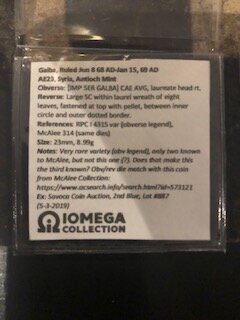 Galba, Ruled Jun 8 68 AD-Jan 15, 69 AD
AE23, Syria, Antioch Mint
Obverse: [IMP SER GALBA] CAE AVG, laureate head rt.
Reverse: Large SC within laurel wreath of eight
leaves, fastened at top with pellet, between inner
circle and outer dotted border.
References: RPC I 4315 var (obverse legend),
McAlee 314 (same dies)
Size: 23mm, 8.99g
Notes: Very rare variety (obv legend), only two known
to McAlee, but not this one (?). Does that make this
the third known? Obv/rev die match with this coin
from McAlee Collection:
https://www.acsearch.info/search.html?id=573121
Ex: Savoca Coin Auction, 2nd Blue, Lot #887
(5-3-2019)
IOMEGA
COLLECTION